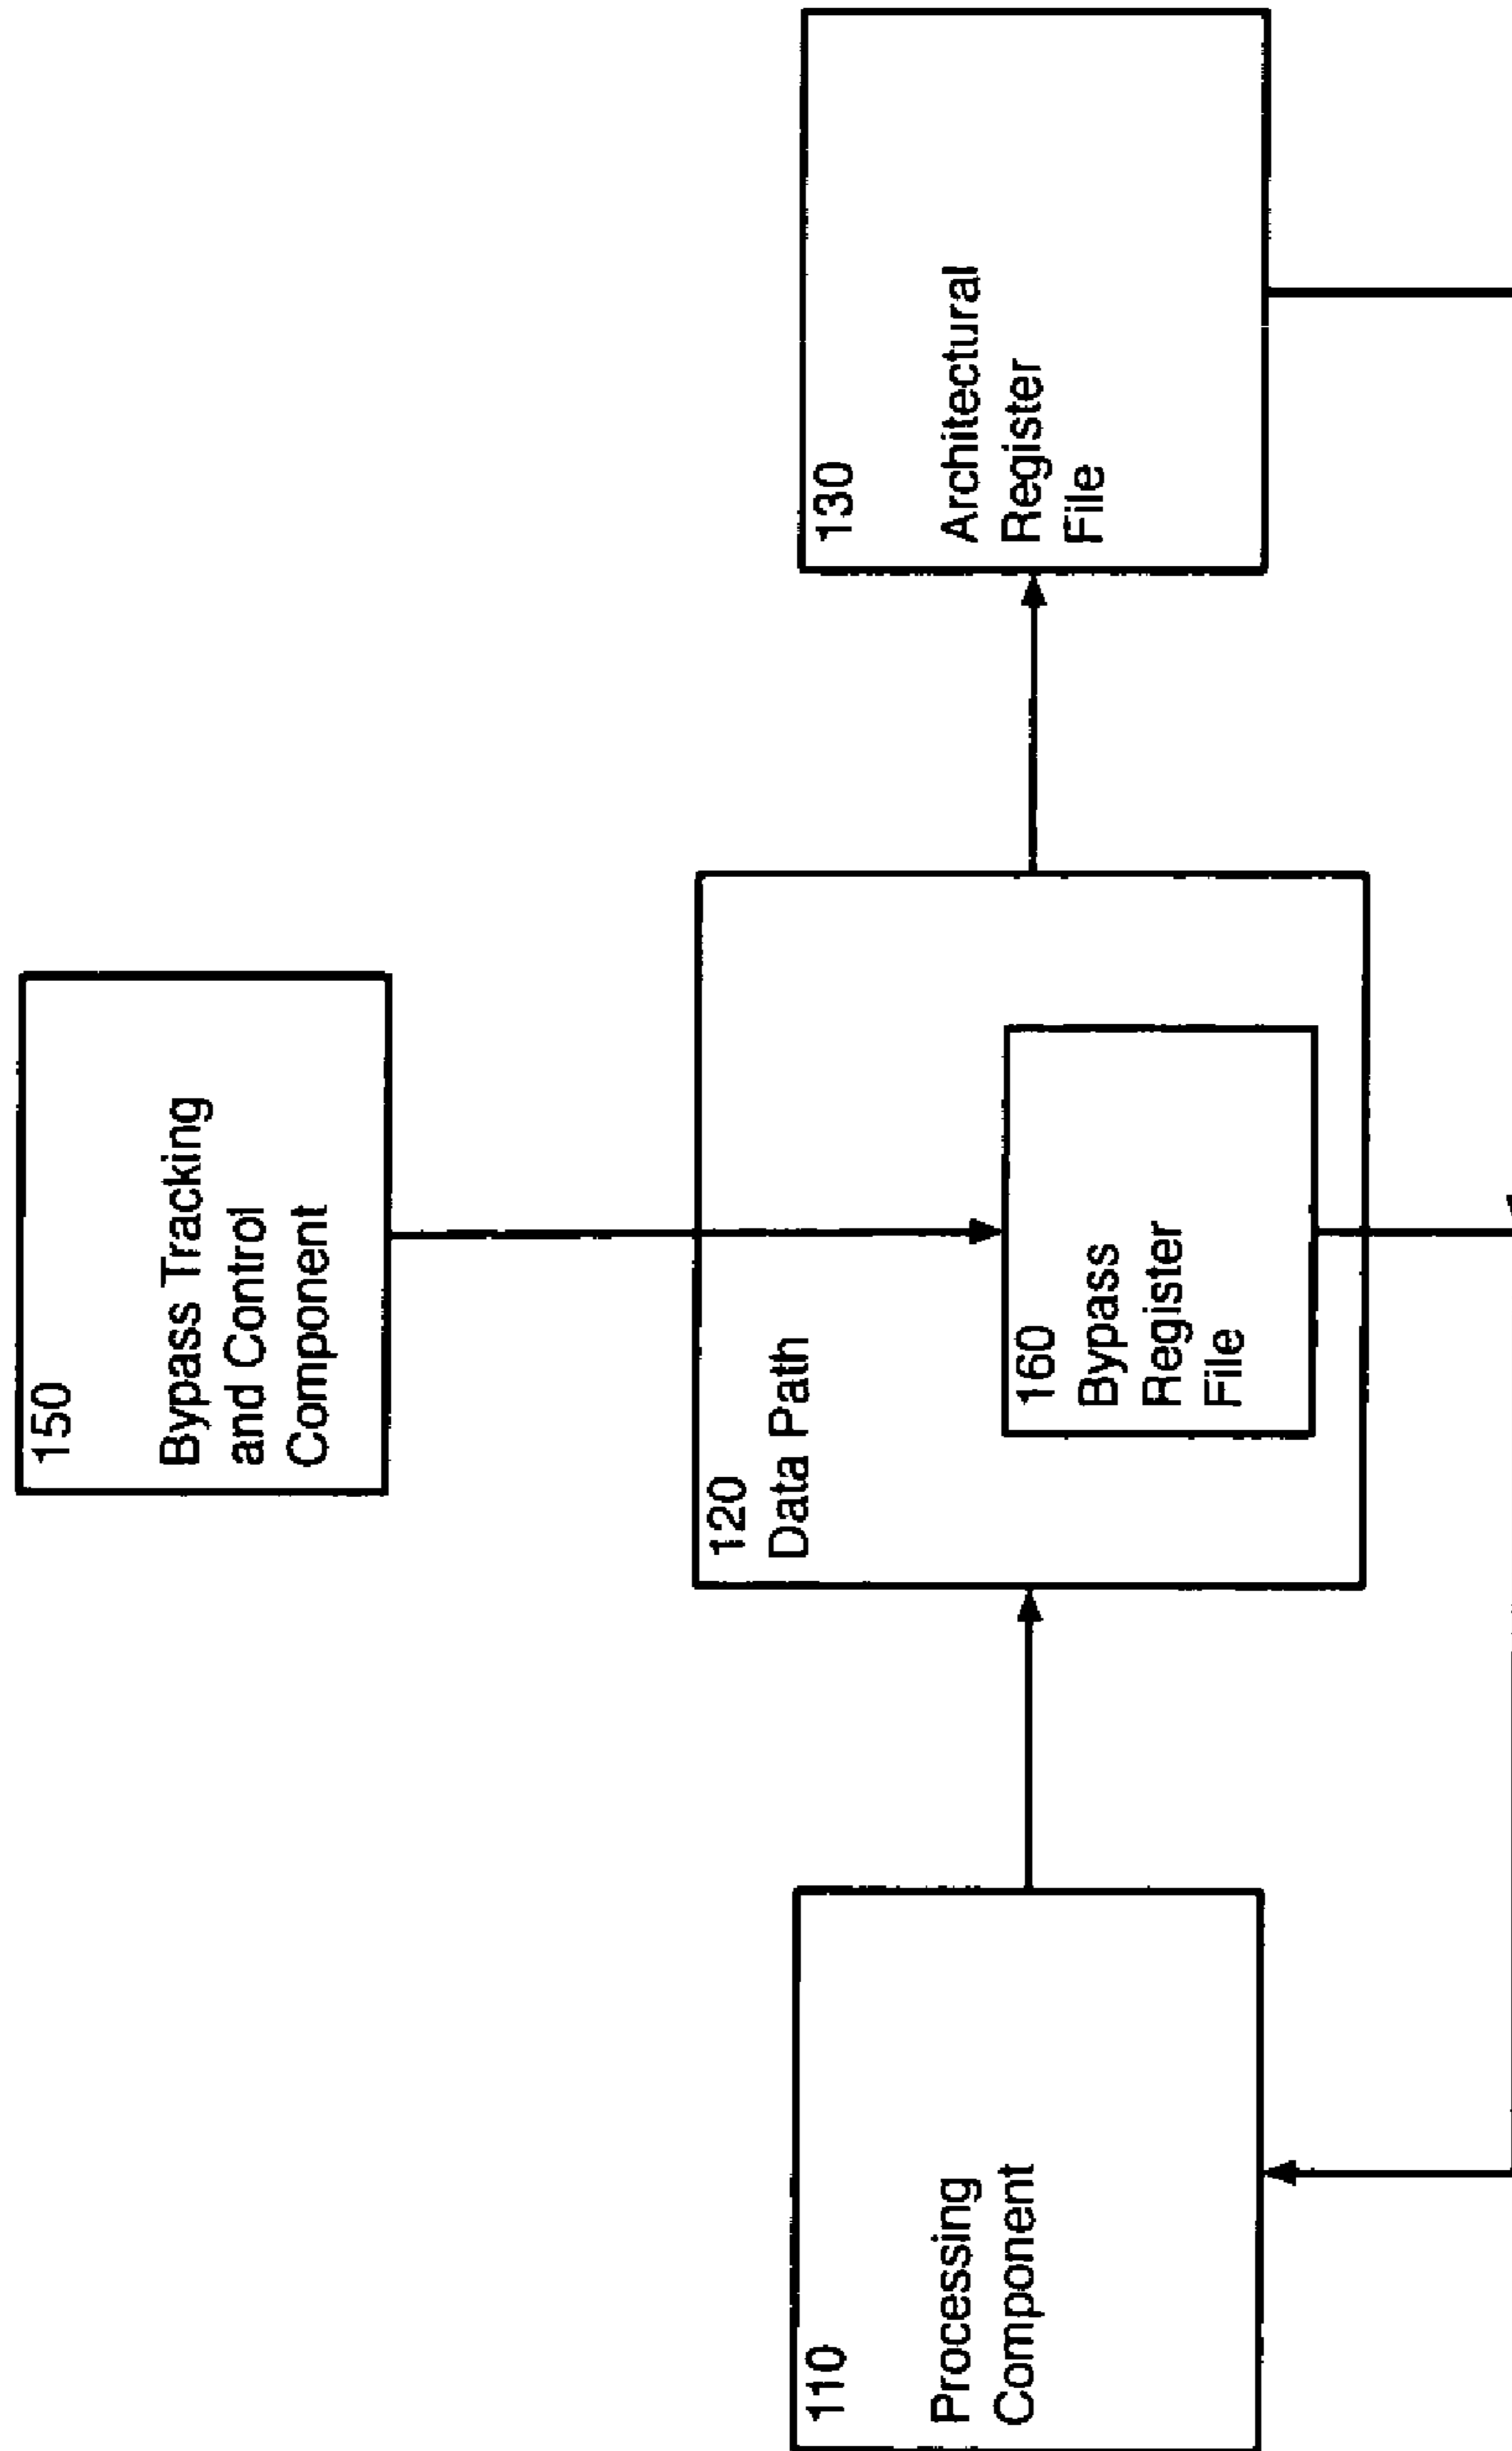 150
Bypass Tracking
and Control
Component
110
Processing
Component
120
Data Path
160
Bypass
Register
File
130
Architectural
Register
File